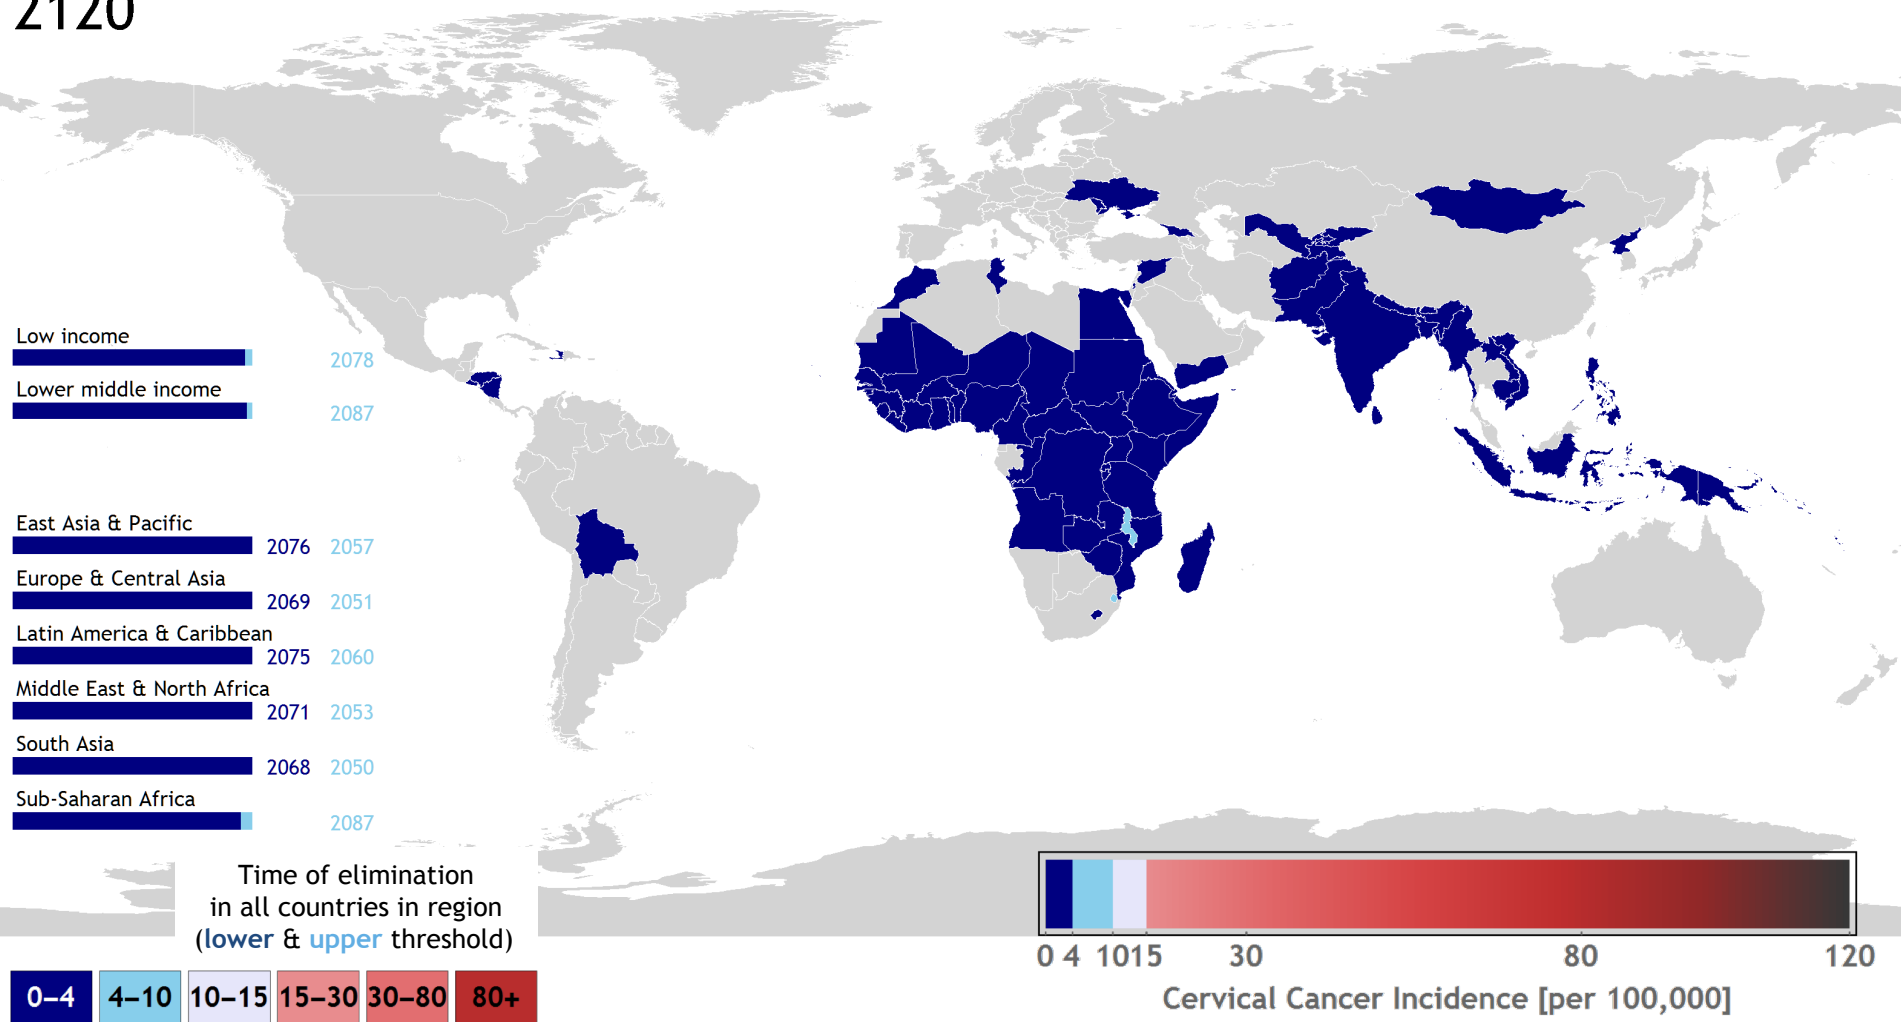 2120
Low income
2078
Lower middle income
2087
East Asia & Pacific
2076 2057
Europe & Central Asia
2069 2051
Latin America & Caribbean
2075 2060
Middle East & North Africa
2071 2053
South Asia
2068 2050
Sub-Saharan Africa
2087
Time of elimination
in all countries in region
(lower & upper threshold)
0–4 4–10 10–15 15–30 30–80 80+
0 4 10 15 30 80 120
Cervical Cancer Incidence [per 100,000]